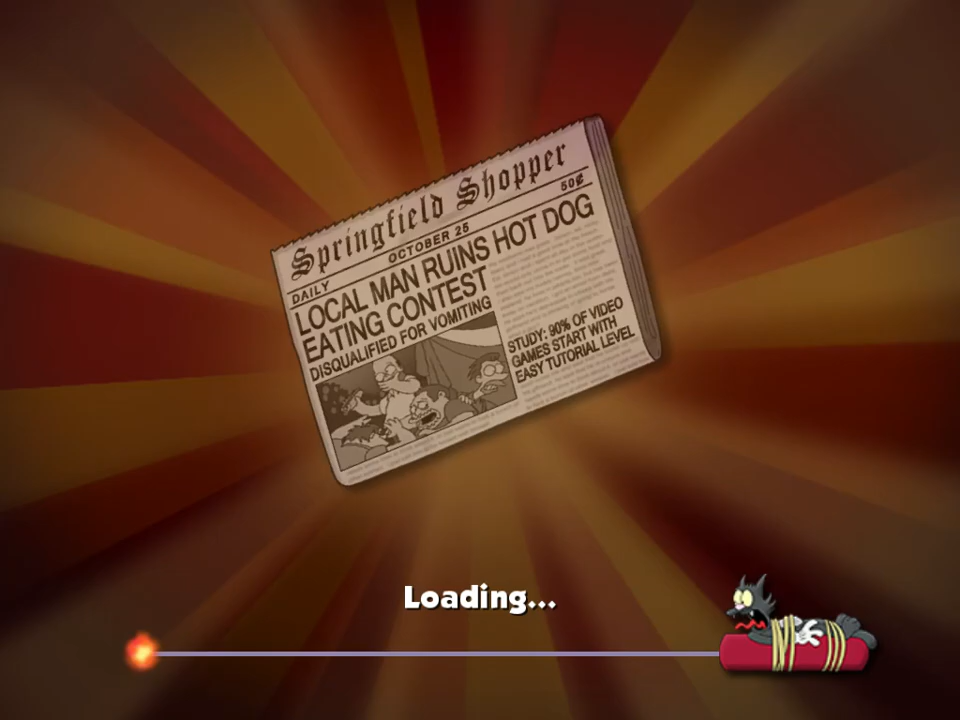 Springfield Shopper
50¢
DAILY
OCTOBER 25
LOCAL MAN RUINS HOT DOG
EATING CONTEST
DISQUALIFIED FOR VOMITING
STUDY: 90% OF VIDEO
GAMES START WITH
EASY TUTORIAL LEVEL
Loading...